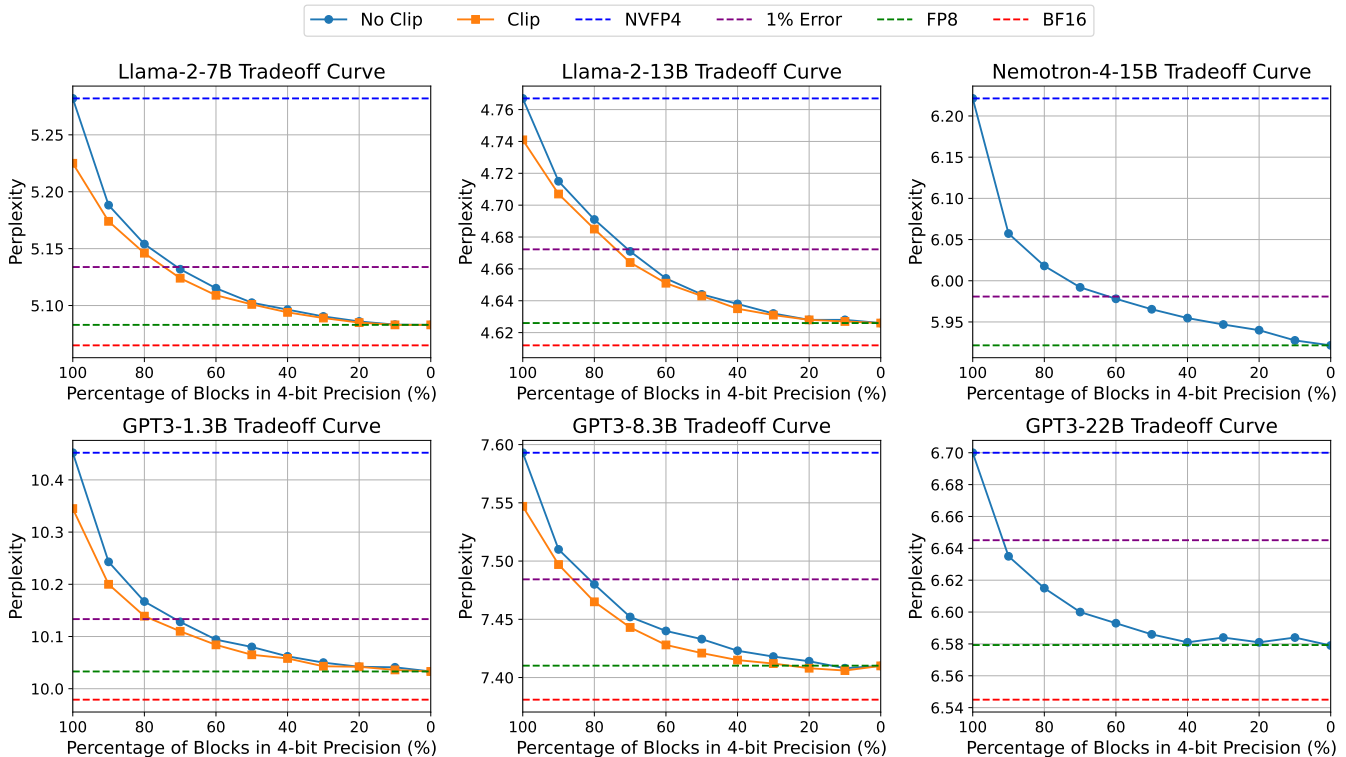 No Clip Clip NVFP4 1% Error FP8 BF16
Llama-2-7B Tradeoff Curve
Perplexity
5.25
5.20
5.15
5.10
100 80 60 40 20 0
Percentage of Blocks in 4-bit Precision (%)
Llama-2-13B Tradeoff Curve
Perplexity
4.76
4.74
4.72
4.70
4.68
4.66
4.64
4.62
100 80 60 40 20 0
Percentage of Blocks in 4-bit Precision (%)
Nemotron-4-15B Tradeoff Curve
Perplexity
6.20
6.15
6.10
6.05
6.00
5.95
100 80 60 40 20 0
Percentage of Blocks in 4-bit Precision (%)
GPT3-1.3B Tradeoff Curve
Perplexity
10.4
10.3
10.2
10.1
10.0
100 80 60 40 20 0
Percentage of Blocks in 4-bit Precision (%)
GPT3-8.3B Tradeoff Curve
Perplexity
7.60
7.55
7.50
7.45
7.40
100 80 60 40 20 0
Percentage of Blocks in 4-bit Precision (%)
GPT3-22B Tradeoff Curve
Perplexity
6.70
6.68
6.66
6.64
6.62
6.60
6.58
6.56
6.54
100 80 60 40 20 0
Percentage of Blocks in 4-bit Precision (%)